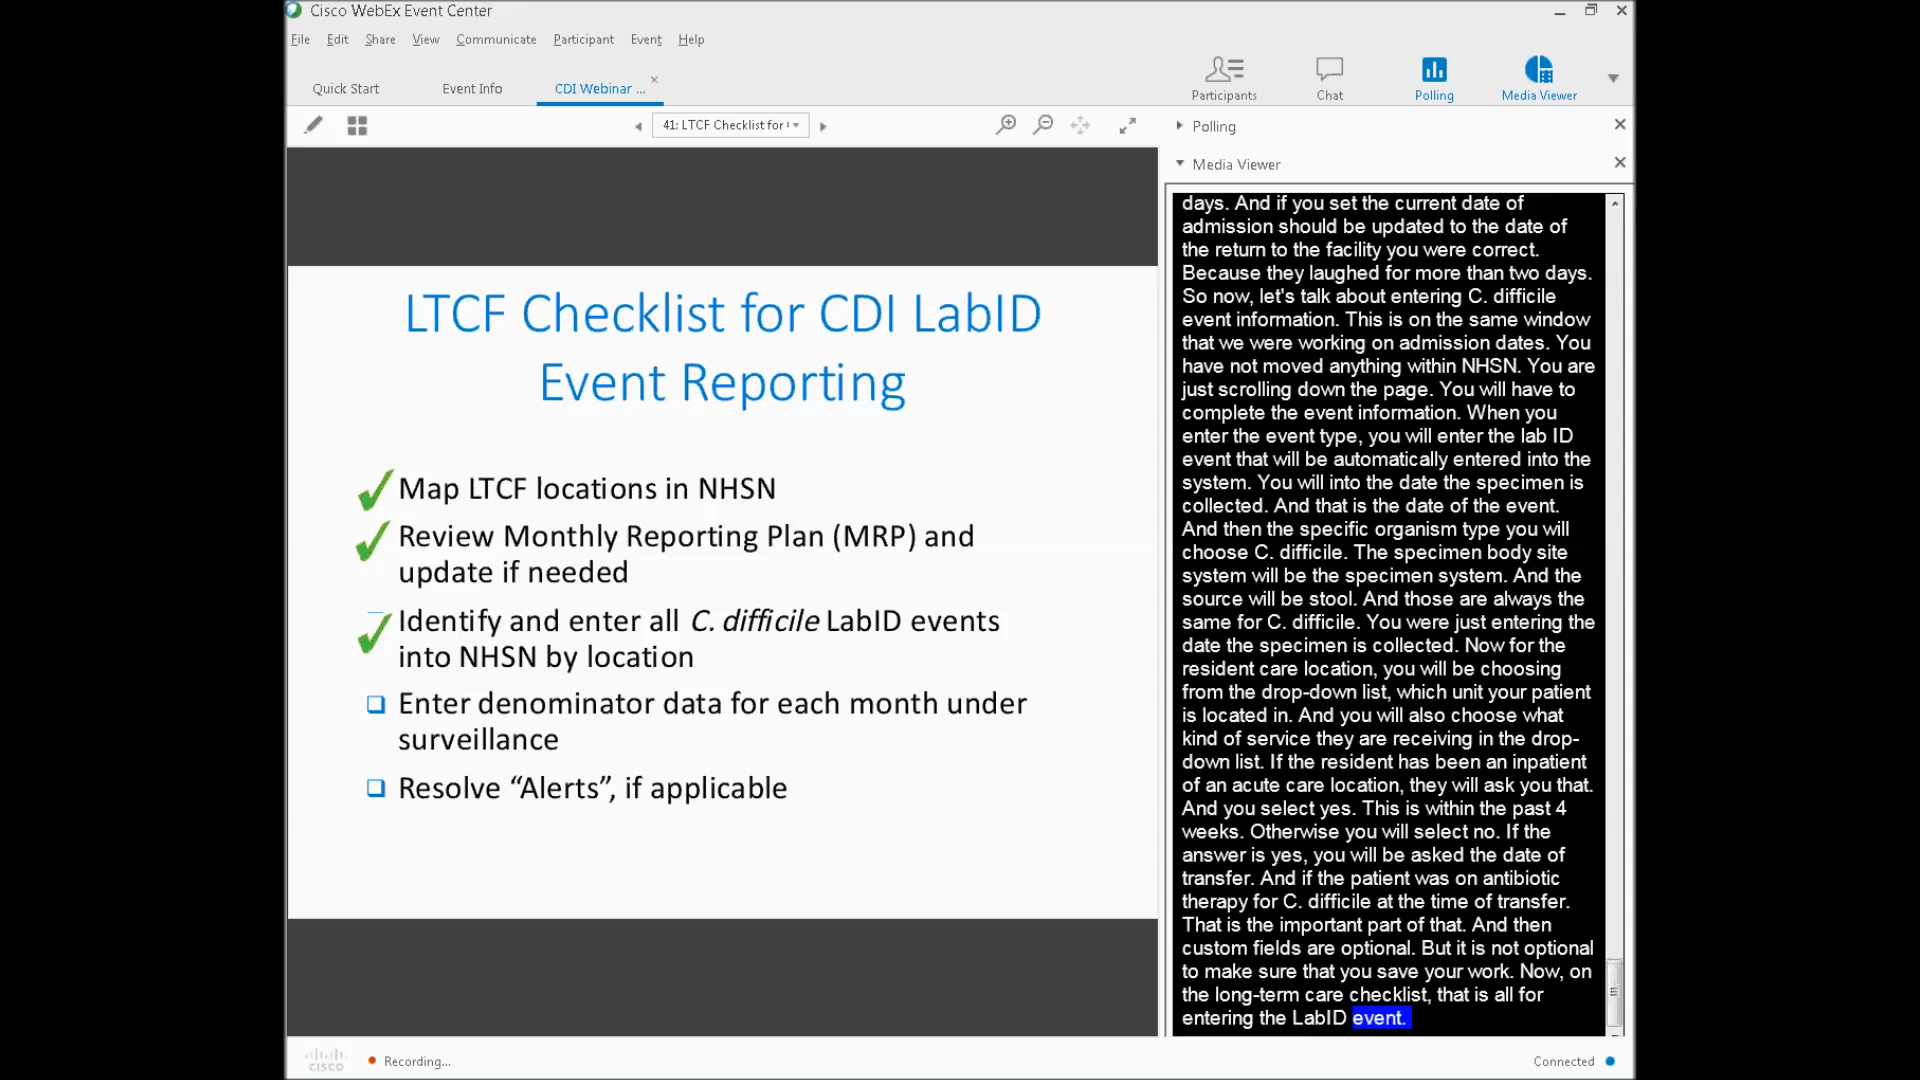 Cisco WebEx Event Center
File Edit Share View Communicate Participant Event Help
Quick Start Event Info CDI Webinar ...
Participants Chat Polling Media Viewer
41: LTCF Checklist for
Polling
Media Viewer
LTCF Checklist for CDI LabID
Event Reporting
Map LTCF locations in NHSN
Review Monthly Reporting Plan (MRP) and
update if needed
Identify and enter all C. difficile LabID events
into NHSN by location
Enter denominator data for each month under
surveillance
Resolve “Alerts”, if applicable
days. And if you set the current date of
admission should be updated to the date of
the return to the facility you were correct.
Because they laughed for more than two days.
So now, let's talk about entering C. difficile
event information. This is on the same window
that we were working on admission dates. You
have not moved anything within NHSN. You are
just scrolling down the page. You will have to
complete the event information. When you
enter the event type, you will enter the lab ID
event that will be automatically entered into the
system. You will into the date the specimen is
collected. And that is the date of the event.
And then the specific organism type you will
choose C. difficile. The specimen body site
system will be the specimen system. And the
source will be stool. And those are always the
same for C. difficile. You were just entering the
date the specimen is collected. Now for the
resident care location, you will be choosing
from the drop-down list, which unit your patient
is located in. And you will also choose what
kind of service they are receiving in the drop-
down list. If the resident has been an inpatient
of an acute care location, they will ask you that.
And you select yes. This is within the past 4
weeks. Otherwise you will select no. If the
answer is yes, you will be asked the date of
transfer. And if the patient was on antibiotic
therapy for C. difficile at the time of transfer.
That is the important part of that. And then
custom fields are optional. But it is not optional
to make sure that you save your work. Now, on
the long-term care checklist, that is all for
entering the LabID event.
cisco
Recording...
Connected